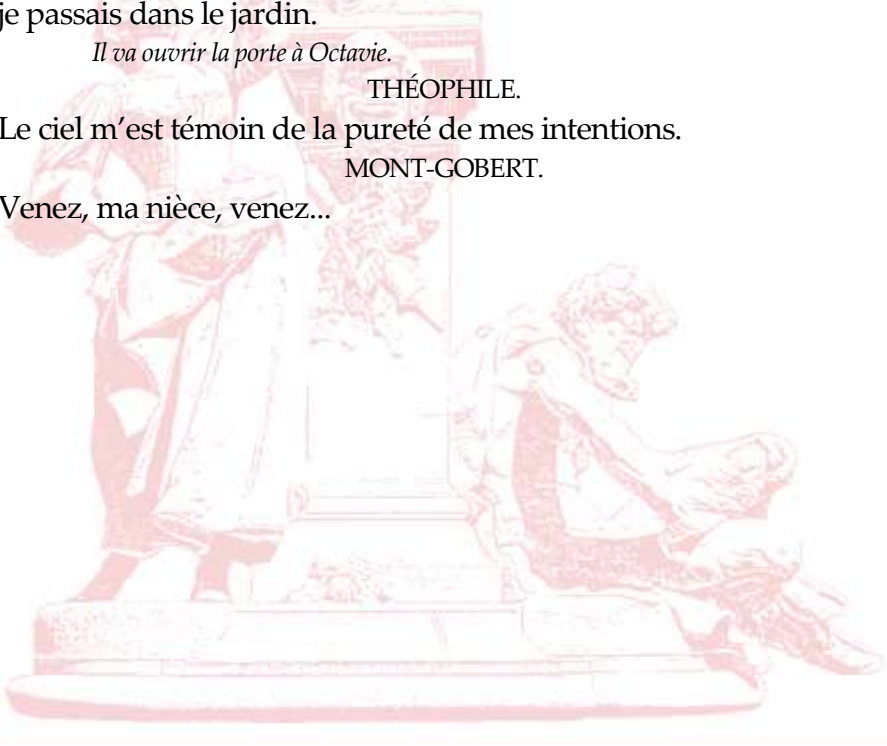 je passais dans le jardin.
Il va ouvrir la porte à Octavie.
THÉOPHILE.
Le ciel m’est témoin de la pureté de mes intentions.
MONT-GOBERT.
Venez, ma nièce, venez...